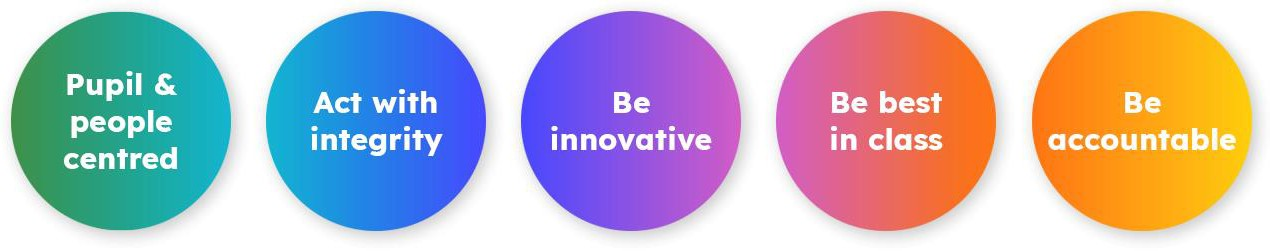 Pupil &
people
centred
Act with
integrity
Be
innovative
Be best
in class
Be
accountable